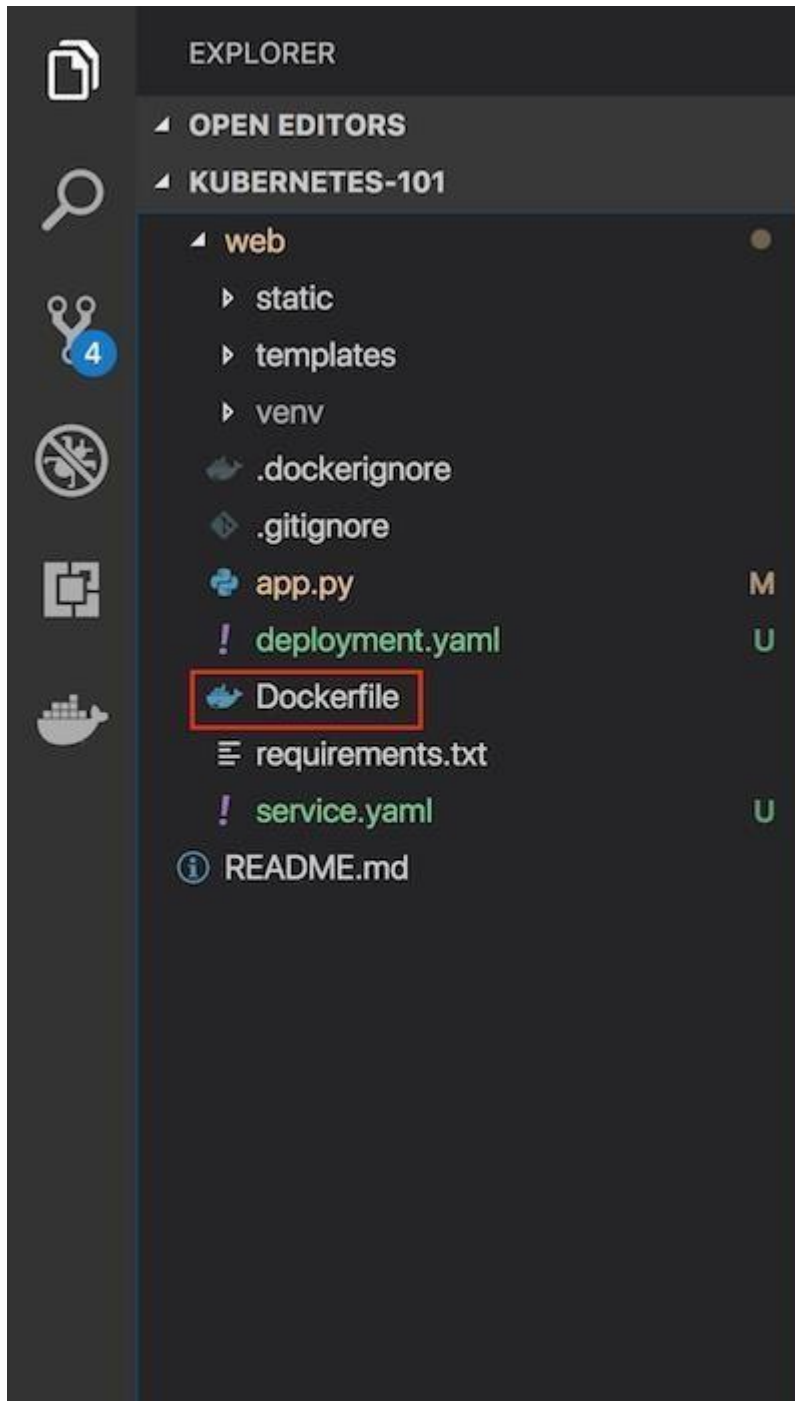 EXPLORER
OPEN EDITORS
KUBERNETES-101
web
static
templates
4
venv
.dockerignore
.gitignore
app.py M
deployment.yaml U
Dockerfile
requirements.txt
service.yaml U
README.md